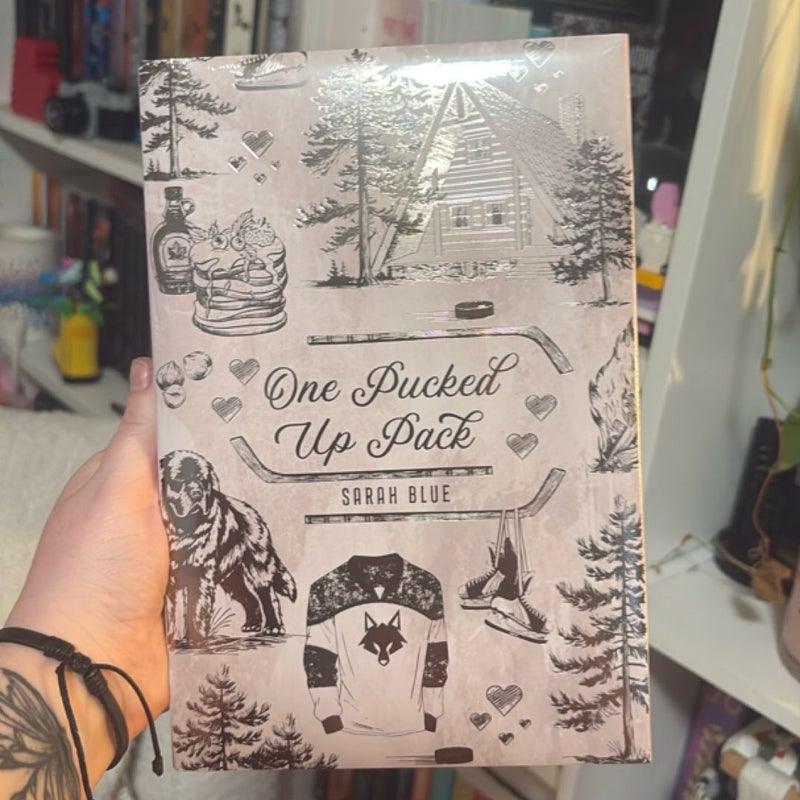 One Pucked
Up Pack
SARAH BLUE